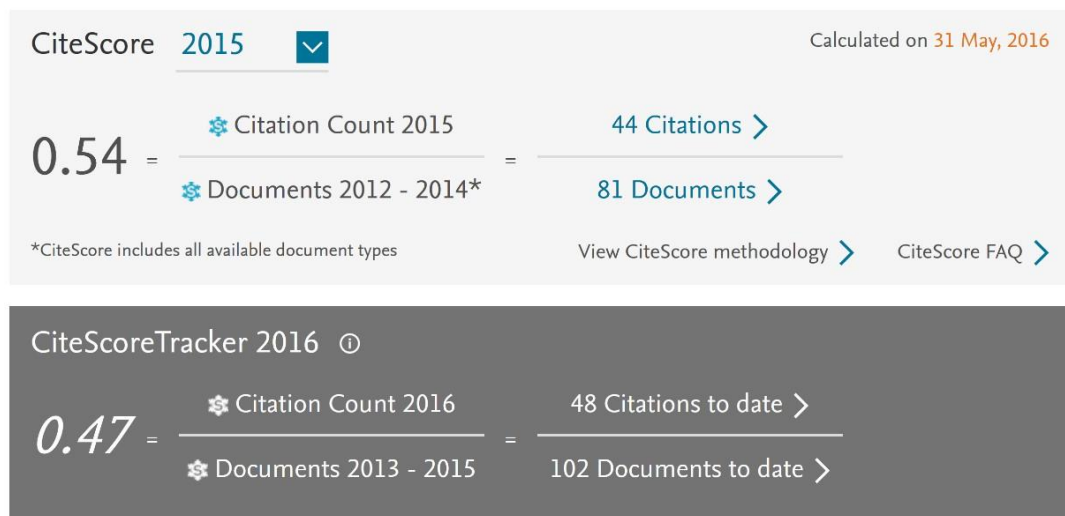 CiteScore 2015
Calculated on 31 May, 2016
0.54 = Citation Count 2015 = 44 Citations
Documents 2012 - 2014* 81 Documents
*CiteScore includes all available document types
View CiteScore methodology
CiteScore FAQ
CiteScoreTracker 2016
0.47 = Citation Count 2016 = 48 Citations to date
Documents 2013 - 2015 102 Documents to date